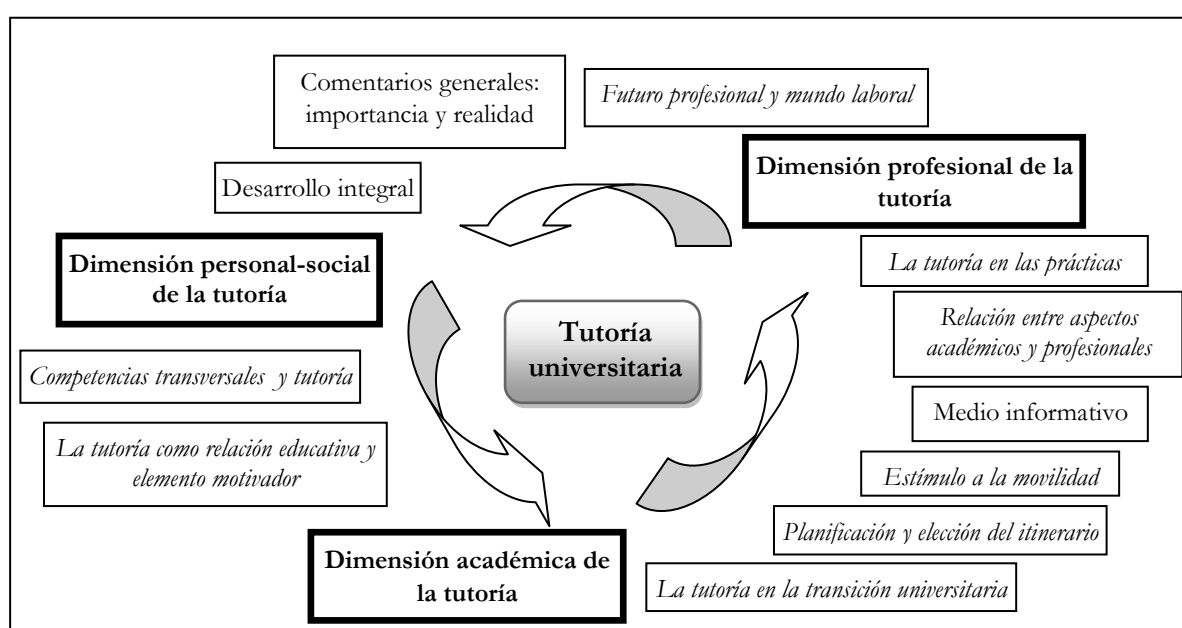 Comentarios generales:
importancia y realidad
Futuro profesional y mundo laboral
Desarrollo integral
Dimensión profesional de la
tutoría
Dimensión personal-social
de la tutoría
La tutoría en las prácticas
Relación entre aspectos
académicos y profesionales
Tutoría
universitaria
Competencias transversales y tutoría
Medio informativo
La tutoría como relación educativa y
elemento motivador
Estímulo a la movilidad
Planificación y elección del itinerario
Dimensión académica de
la tutoría
La tutoría en la transición universitaria